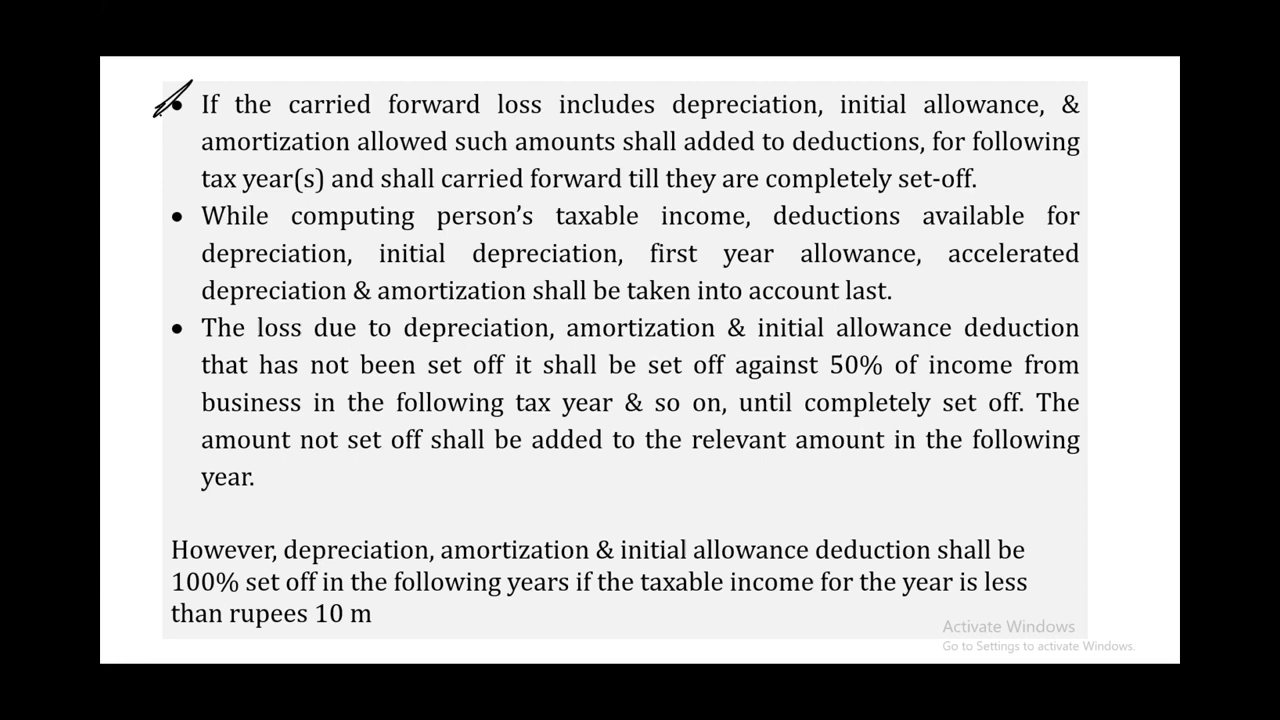 • If the carried forward loss includes depreciation, initial allowance, &
amortization allowed such amounts shall added to deductions, for following
tax year(s) and shall carried forward till they are completely set-off.
• While computing person’s taxable income, deductions available for
depreciation, initial depreciation, first year allowance, accelerated
depreciation & amortization shall be taken into account last.
• The loss due to depreciation, amortization & initial allowance deduction
that has not been set off it shall be set off against 50% of income from
business in the following tax year & so on, until completely set off. The
amount not set off shall be added to the relevant amount in the following
year.
However, depreciation, amortization & initial allowance deduction shall be
100% set off in the following years if the taxable income for the year is less
than rupees 10 m
Activate Windows
Go to Settings to activate Windows.